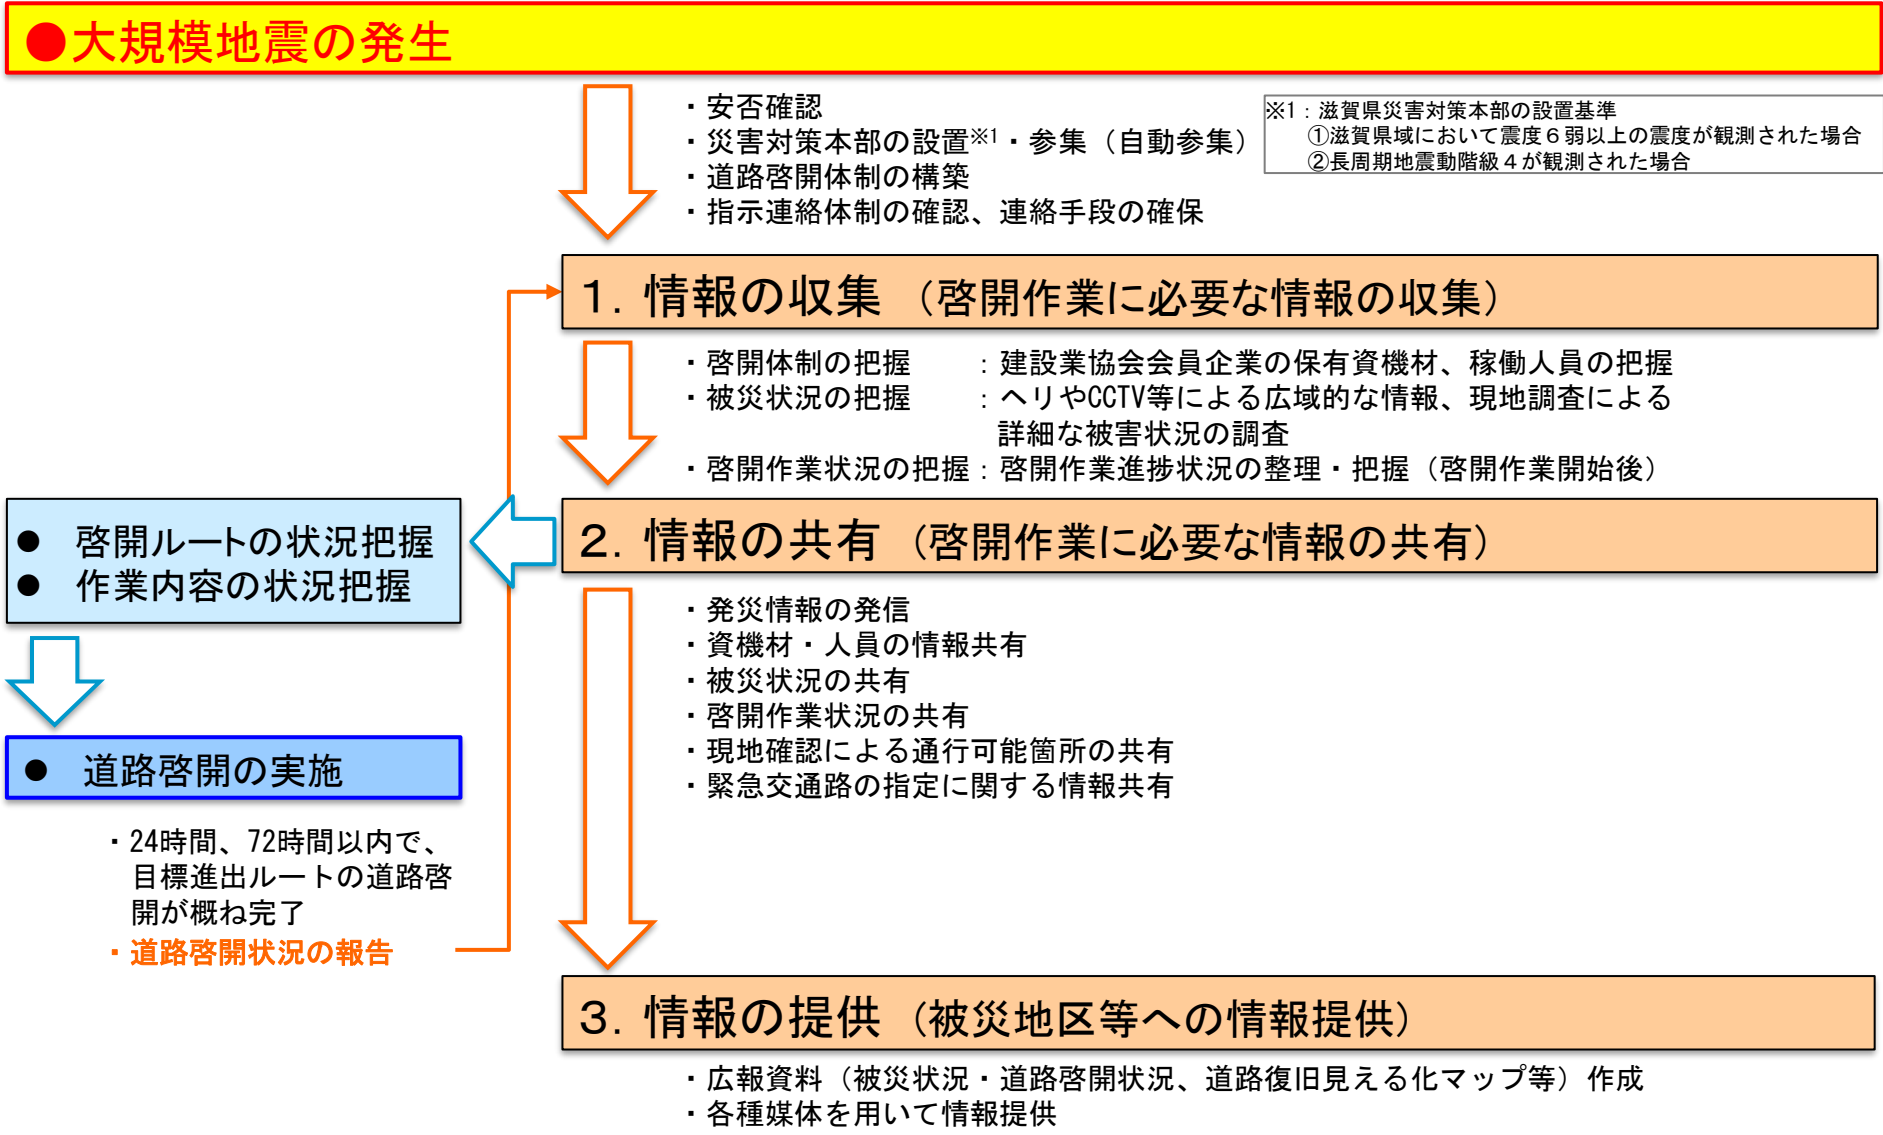 ●大規模地震の発生
・安否確認
・災害対策本部の設置※1・参集（自動参集）
・道路啓開体制の構築
・指示連絡体制の確認、連絡手段の確保
※1：滋賀県災害対策本部の設置基準
①滋賀県域において震度６弱以上の震度が観測された場合
②長周期地震動階級４が観測された場合
１．情報の収集（啓開作業に必要な情報の収集）
・啓開体制の把握　　：建設業協会会員企業の保有資機材、稼働人員の把握
・被災状況の把握　　：ヘリやCCTV等による広域的な情報、現地調査による
詳細な被害状況の調査
・啓開作業状況の把握：啓開作業進捗状況の整理・把握（啓開作業開始後）
２．情報の共有（啓開作業に必要な情報の共有）
● 啓開ルートの状況把握
● 作業内容の状況把握
・発災情報の発信
・資機材・人員の情報共有
・被災状況の共有
・啓開作業状況の共有
・現地確認による通行可能箇所の共有
・緊急交通路の指定に関する情報共有
● 道路啓開の実施
・24時間、72時間以内で、
目標進出ルートの道路啓
開が概ね完了
・道路啓開状況の報告
３．情報の提供（被災地区等への情報提供）
・広報資料（被災状況・道路啓開状況、道路復旧見える化マップ等）作成
・各種媒体を用いて情報提供